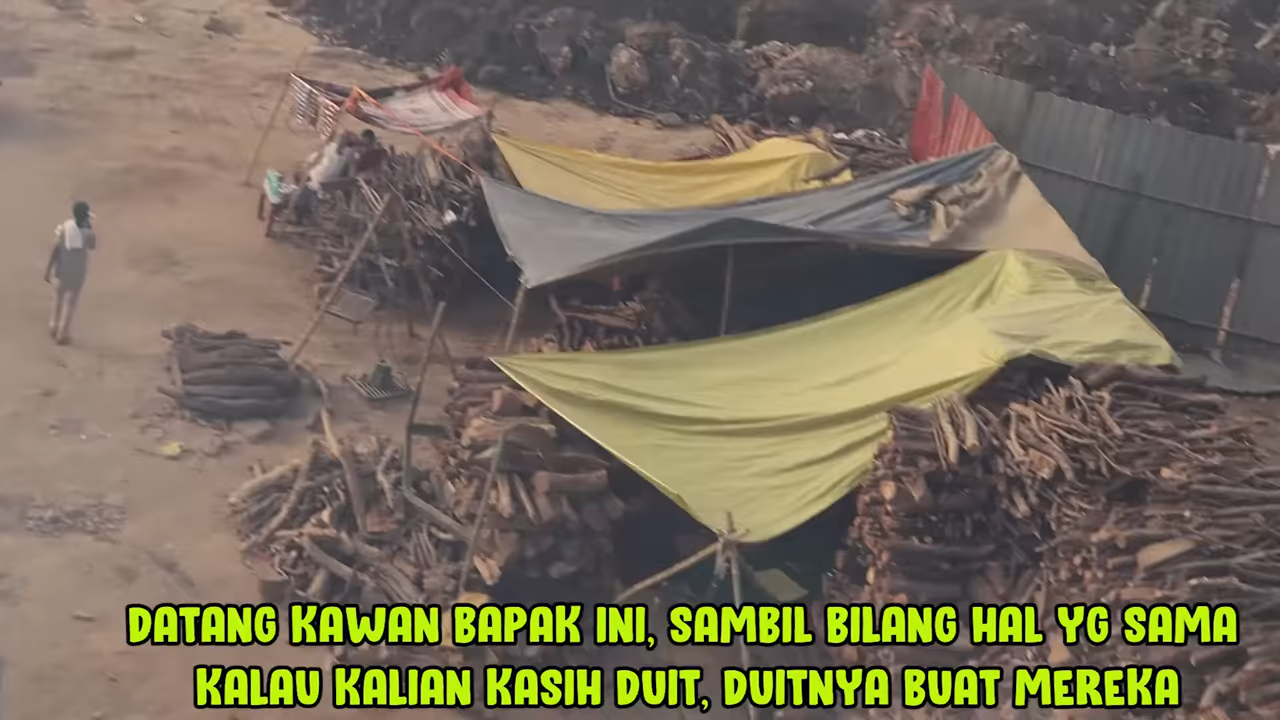 DATANG KAWAN BAPAK INI, SAMBIL BILANG HAL YG SAMA
KALAU KALIAN KASIH DUIT, DUITNYA BUAT MEREKA